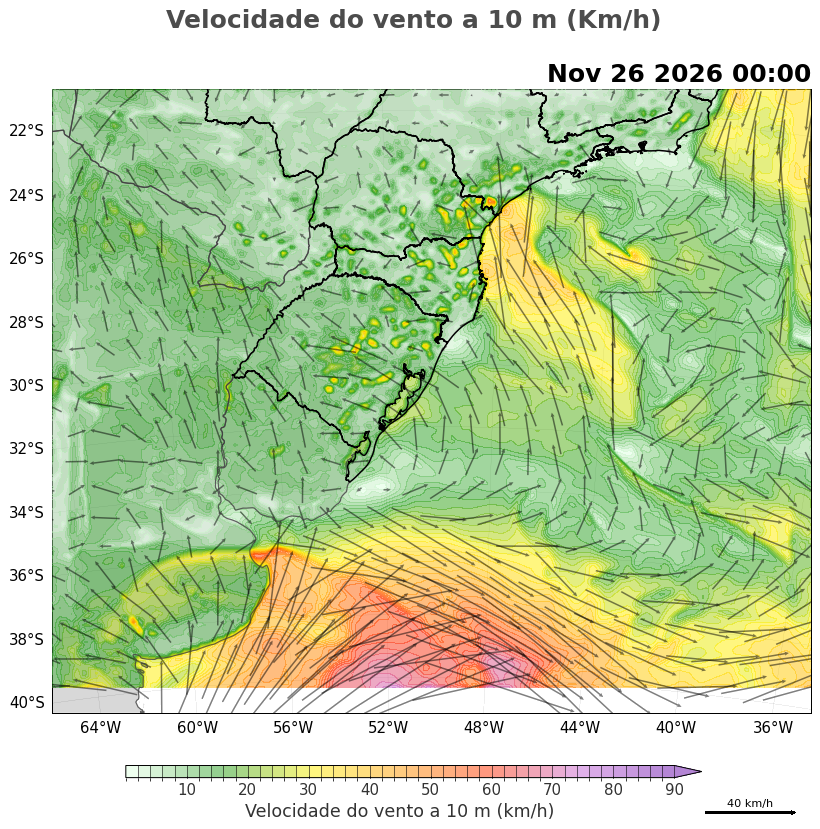 Velocidade do vento a 10 m (Km/h)
Nov 26 2026 00:00
22°S
24°S
26°S
28°S
30°S
32°S
34°S
36°S
38°S
40°S
64°W 60°W 56°W 52°W 48°W 44°W 40°W 36°W
10 20 30 40 50 60 70 80 90
Velocidade do vento a 10 m (km/h)
40 km/h